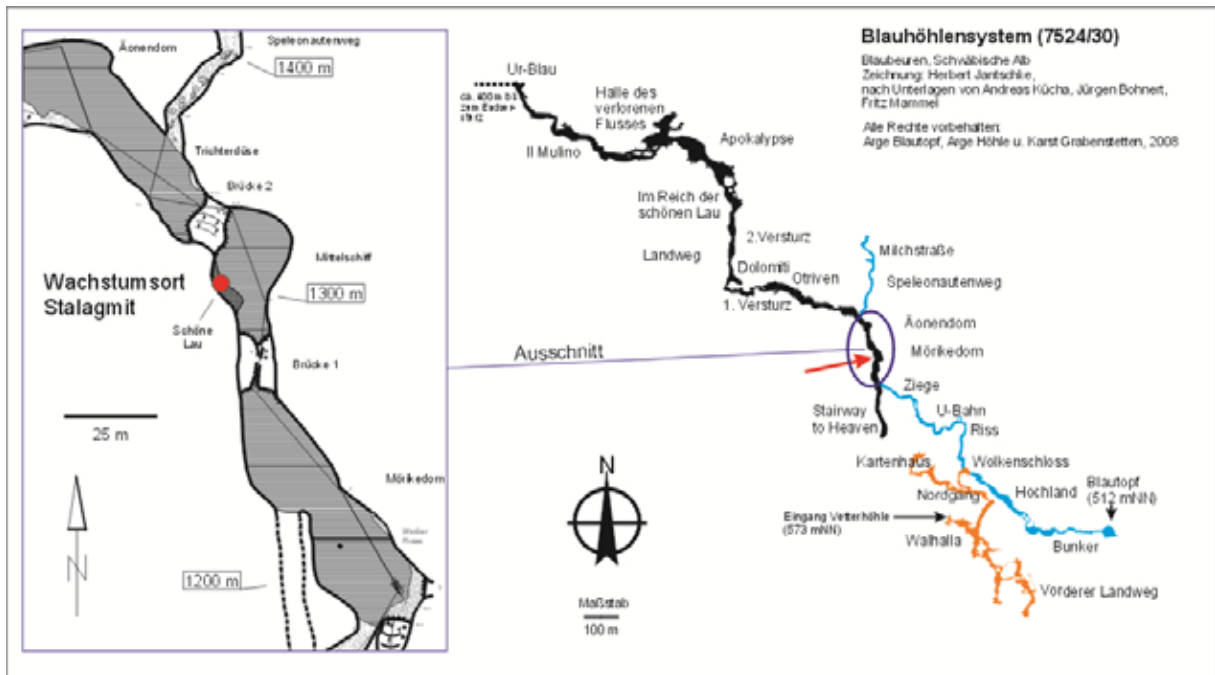 Äonendom
Speleonautenweg
1400 m
Trichterdüse
Brücke 2
Mittelschiff
Wachstumsort
Stalagmit
1300 m
Schöne
Lau
Brücke 1
25 m
Mörikedom
1200 m
N
Blauhöhlensystem (7524/30)
Blaubeuren, Schwäbische Alb
Zeichnung: Herbert Jantschke,
nach Unterlagen von Andreas Kücha, Jürgen Bohnert,
Fritz Mammel
Alle Rechte vorbehalten:
Arge Blautopf, Arge Höhle u. Karst Grabenstetten, 2008
Ur-Blau
Halle des
verlorenen
Flusses
Il Mulino
Apokalypse
Im Reich der
schönen Lau
2.Versturz
Landweg
Dolomiti
Otriven
1. Versturz
Milchstraße
Speleonautenweg
Äonendom
Mörikedom
Ausschnitt
Ziege
U-Bahn
Riss
Stairway
to Heaven
Kartenhaus
Wolkenschloss
Nordgang
Hochland
Blautopf
(512 mNN)
Eingang Vetterhöhle
(573 mNN)
Walhalla
Bunker
Vorderer Landweg
N
Maßstab
100 m